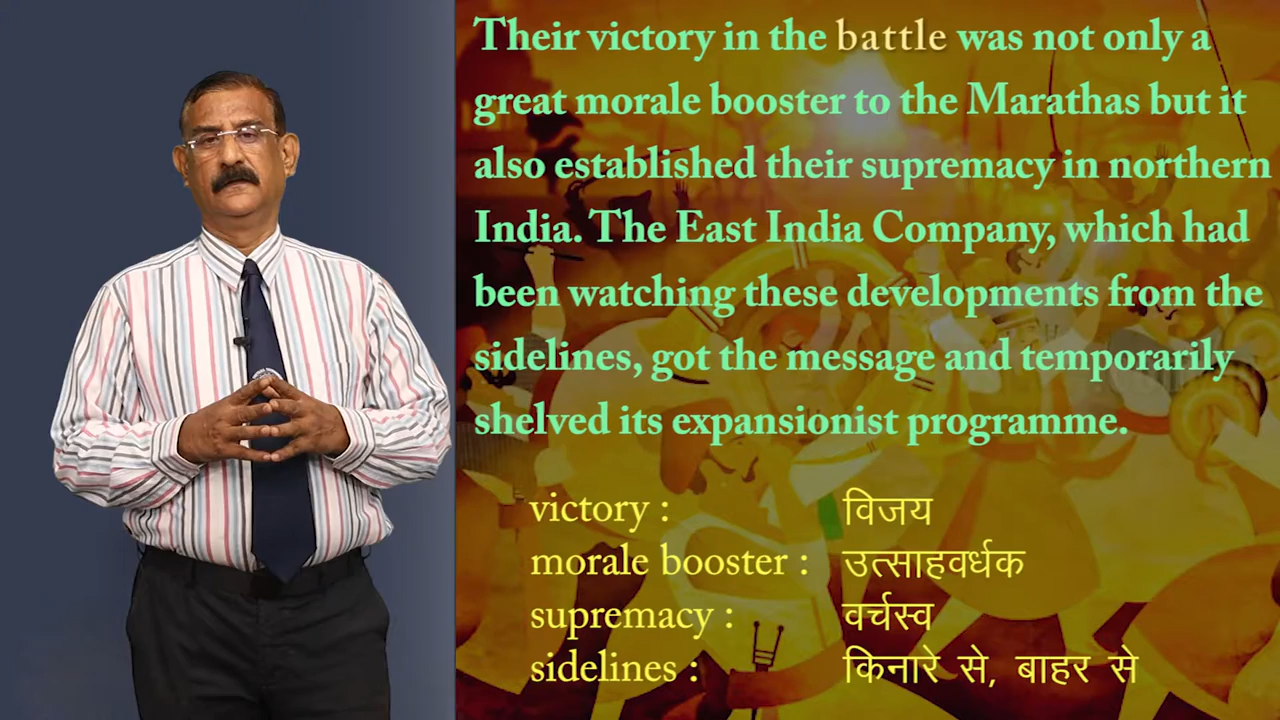 Their victory in the battle was not only a
great morale booster to the Marathas but it
also established their supremacy in northern
India. The East India Company, which had
been watching these developments from the
sidelines, got the message and temporarily
shelved its expansionist programme.
victory : विजय
morale booster : उत्साहवर्धक
supremacy : वर्चस्व
sidelines : किनारे से, बाहर से